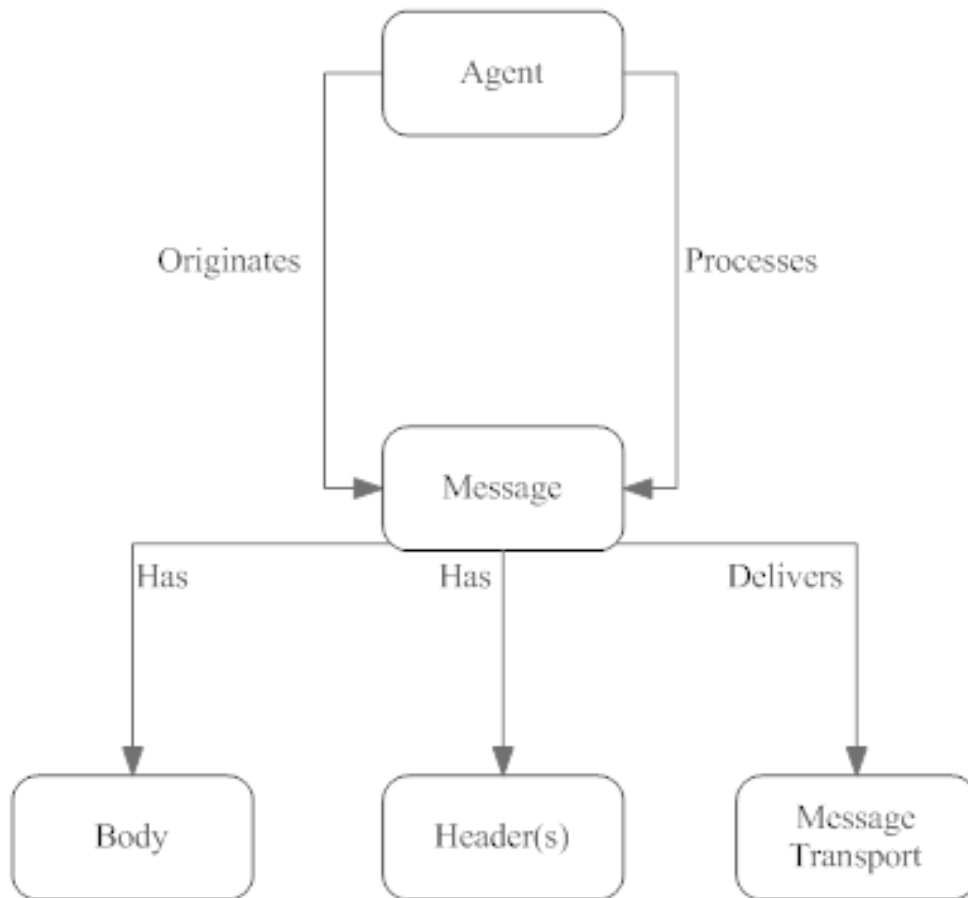 Agent
Originates
Processes
Message
Has
Has
Delivers
Body
Header(s)
Message
Transport